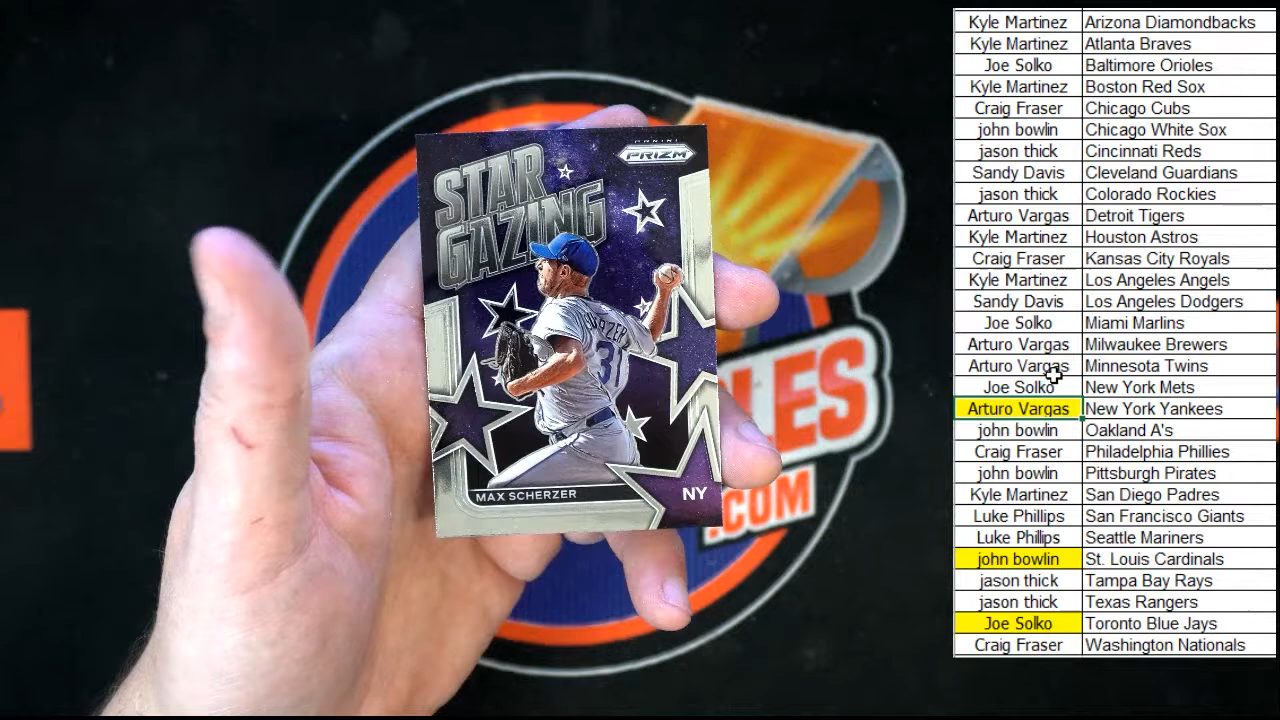 STAR
GAZING
PANINI
PRIZM
SCHERZER
31
MAX SCHERZER
NY
LES
.COM
Kyle Martinez Arizona Diamondbacks
Kyle Martinez Atlanta Braves
Joe Solko Baltimore Orioles
Kyle Martinez Boston Red Sox
Craig Fraser Chicago Cubs
john bowlin Chicago White Sox
jason thick Cincinnati Reds
Sandy Davis Cleveland Guardians
jason thick Colorado Rockies
Arturo Vargas Detroit Tigers
Kyle Martinez Houston Astros
Craig Fraser Kansas City Royals
Kyle Martinez Los Angeles Angels
Sandy Davis Los Angeles Dodgers
Joe Solko Miami Marlins
Arturo Vargas Milwaukee Brewers
Arturo Vargas Minnesota Twins
Joe Solko New York Mets
Arturo Vargas New York Yankees
john bowlin Oakland A's
Craig Fraser Philadelphia Phillies
john bowlin Pittsburgh Pirates
Kyle Martinez San Diego Padres
Luke Phillips San Francisco Giants
Luke Phillips Seattle Mariners
john bowlin St. Louis Cardinals
jason thick Tampa Bay Rays
jason thick Texas Rangers
Joe Solko Toronto Blue Jays
Craig Fraser Washington Nationals